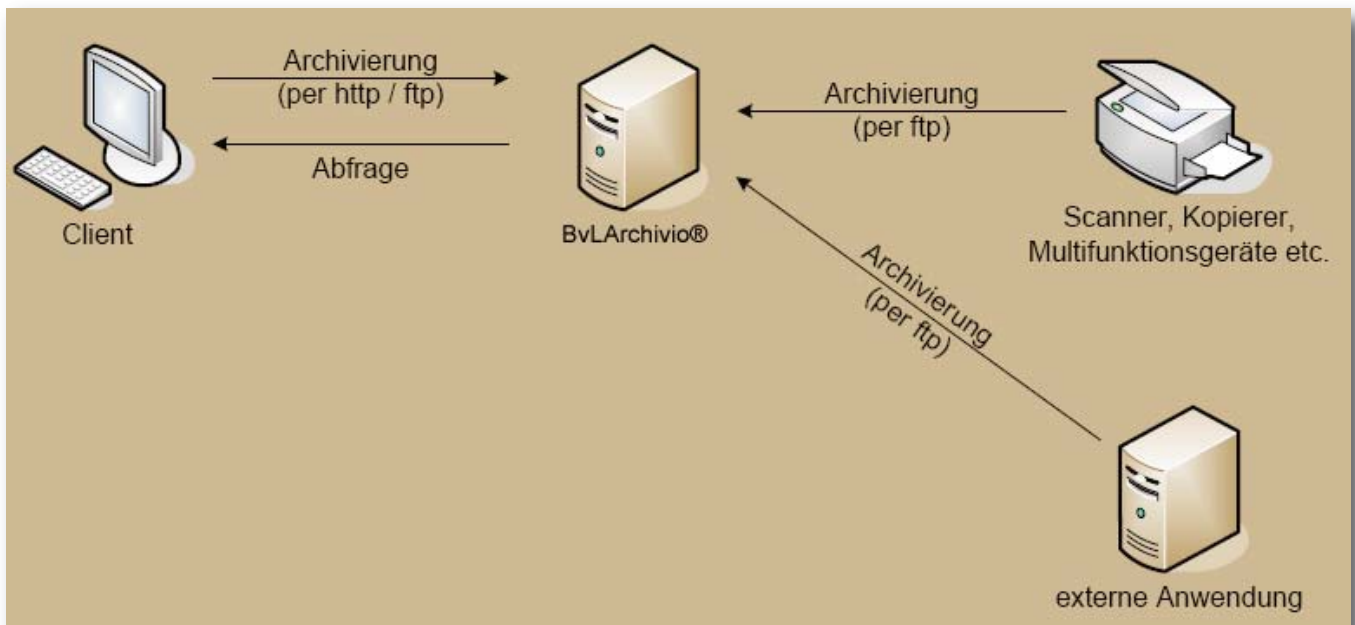 Archivierung
(per http / ftp)
Abfrage
Client
BvLArchivio®
Archivierung
(per ftp)
Scanner, Kopierer,
Multifunktionsgeräte etc.
Archivierung
(per ftp)
externe Anwendung